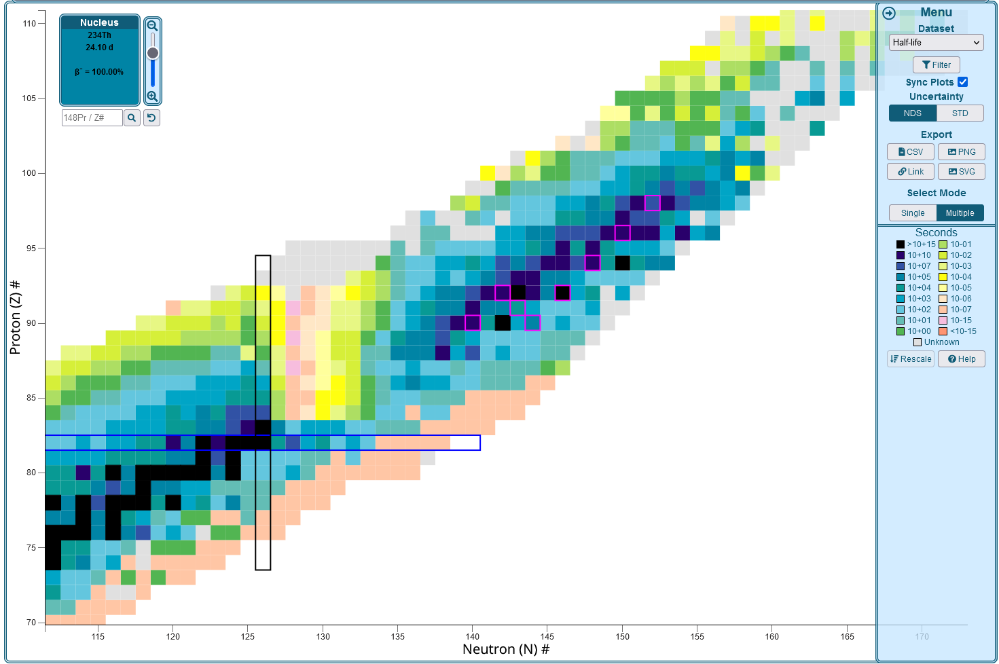 Nucleus
234Th
24.10 d
β⁻ = 100.00%
148Pr / Z#
Menu
Dataset
Half-life
Filter
Sync Plots
Uncertainty
NDS STD
Export
CSV PNG
Link SVG
Select Mode
Single Multiple
Seconds
>10+15 10-01
10+10 10-02
10+07 10-03
10+05 10-04
10+04 10-05
10+03 10-06
10+02 10-07
10+01 10-15
10+00 <10-15
Unknown
Rescale Help
Proton (Z) #
110
105
100
95
90
85
80
75
70
115 120 125 130 135 140 145 150 155 160 165 170
Neutron (N) #